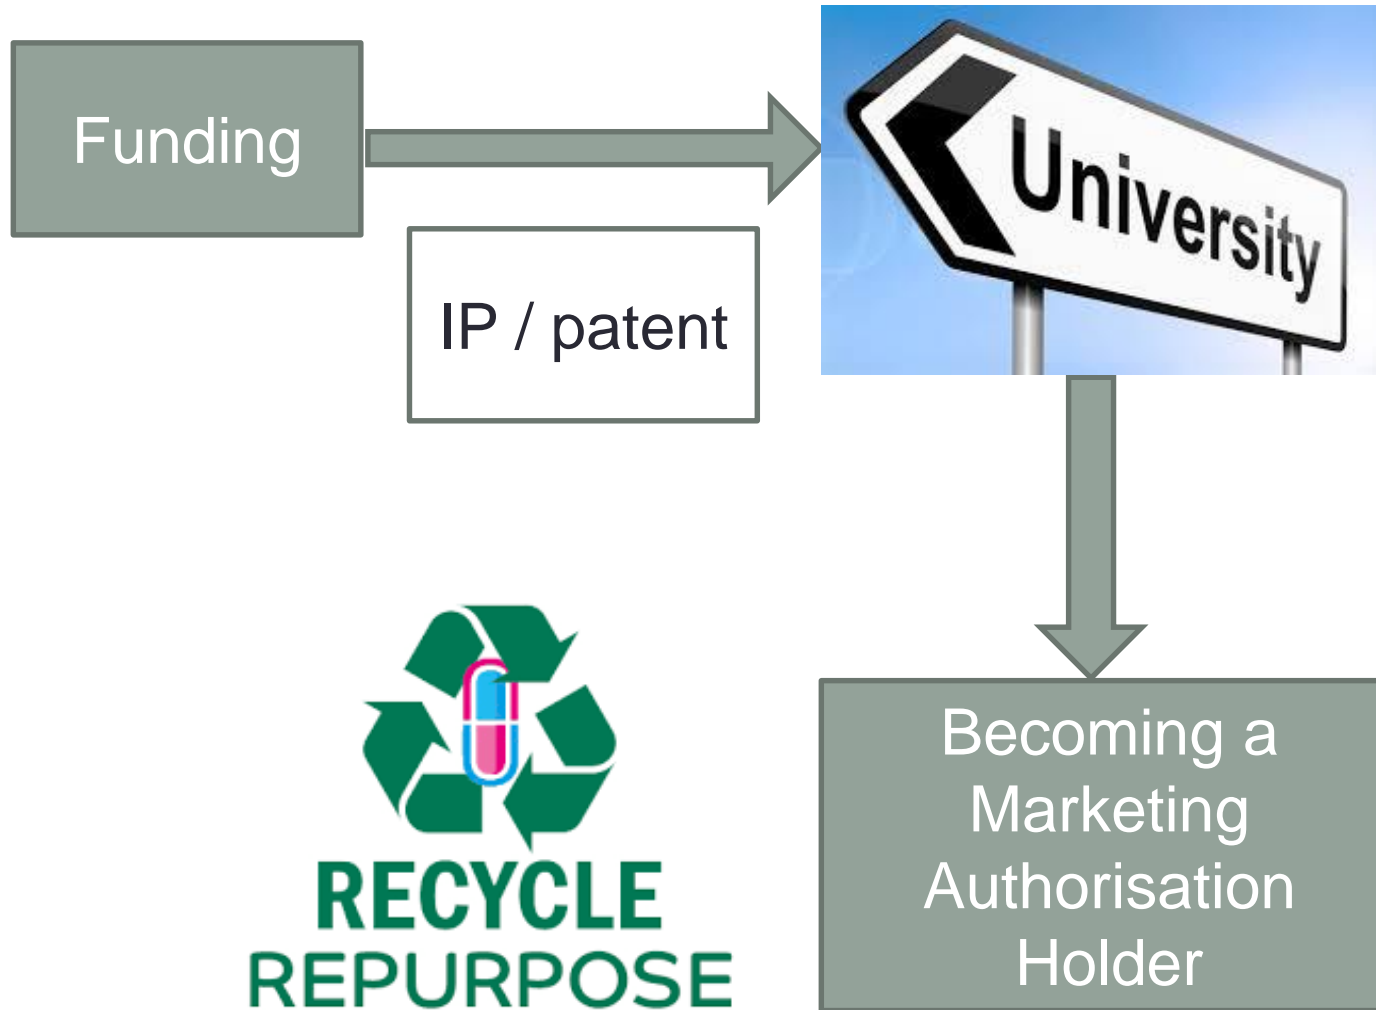 Funding
University
IP / patent
RECYCLE
REPURPOSE
Becoming a
Marketing
Authorisation
Holder